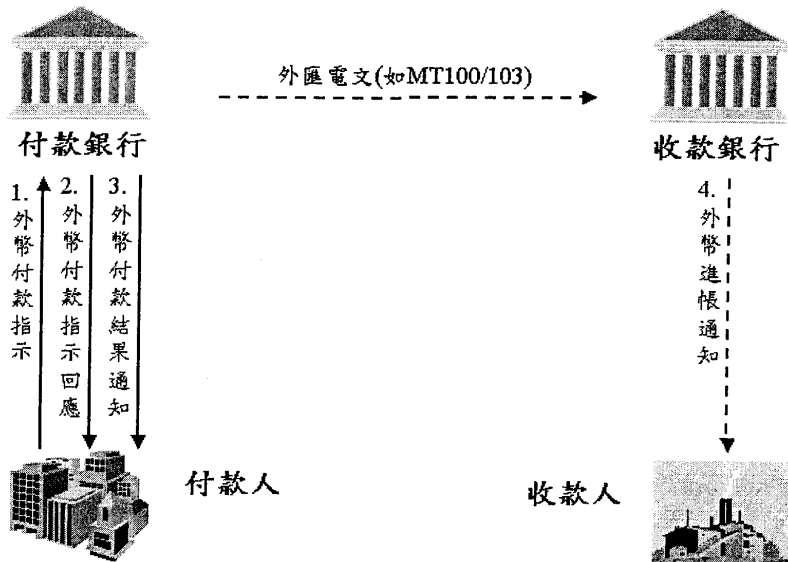 外匯電文(如MT100/103)
付款銀行
收款銀行
1.外幣付款指示
2.外幣付款指示回應
3.外幣付款結果通知
4.外幣進帳通知
付款人
收款人